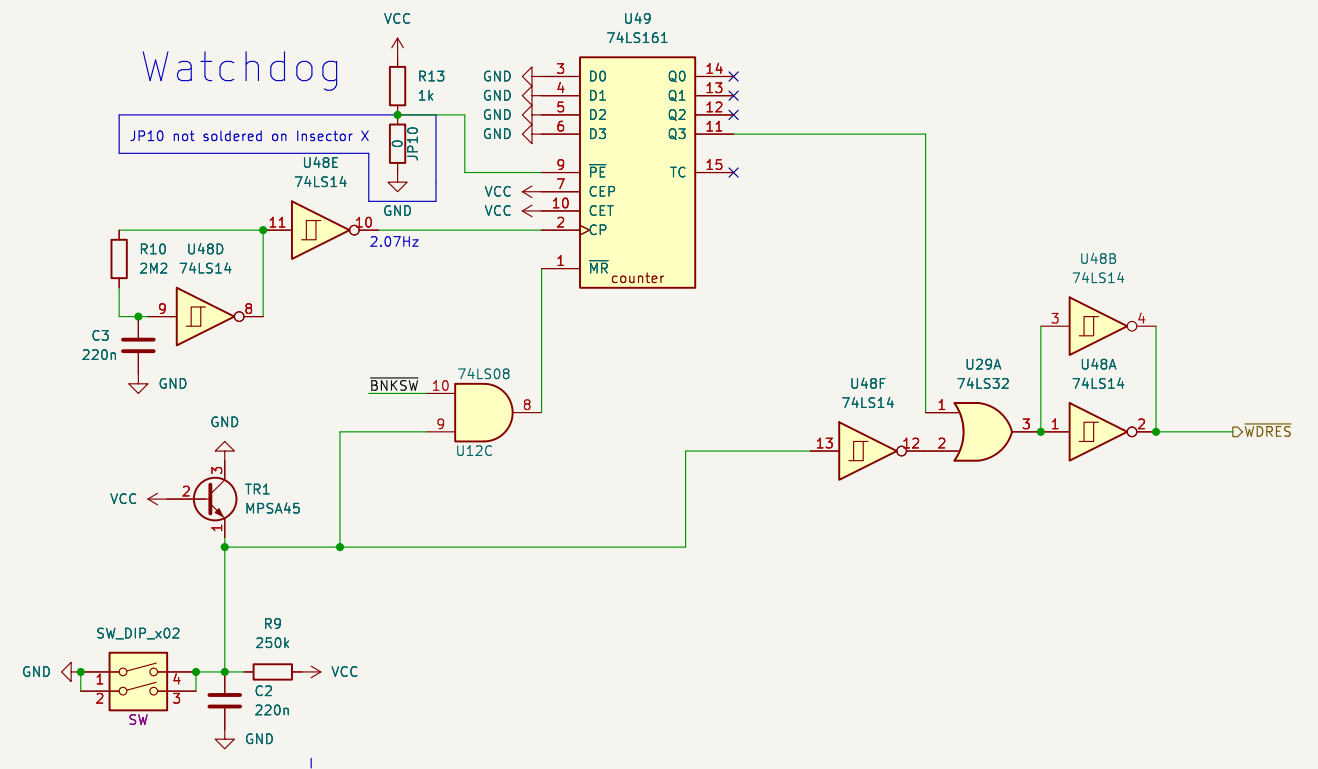 VCC
U49
74LS161
Watchdog
R13
1k
JP10
0
JP10 not soldered on Insector X
GND
GND 3 D0
GND 4 D1
GND 5 D2
GND 6 D3
9 PE
VCC 7 CEP
VCC 10 CET
2 CP
1 MR
Q0 14
Q1 13
Q2 12
Q3 11
TC 15
counter
U48E
74LS14
11
10
2.07Hz
R10
2M2
U48D
74LS14
9
8
C3
220n
GND
BNKSW
74LS08
10
9
8
U12C
GND
3
VCC
2
1
TR1
MPSA45
U48F
74LS14
13
12
U29A
74LS32
1
2
3
U48B
74LS14
3
4
U48A
74LS14
1
2
WDRES
SW_DIP_x02
GND
1
2
4
3
SW
R9
250k
VCC
C2
220n
GND